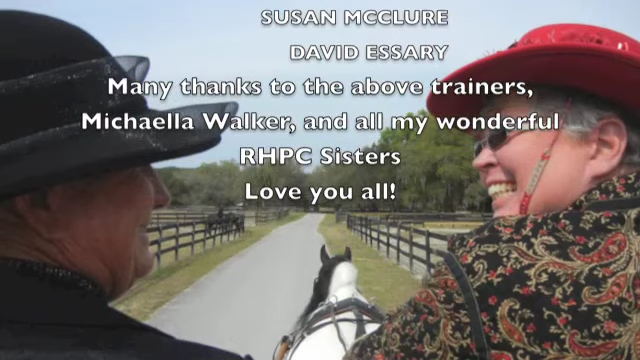 SUSAN MCCLURE
DAVID ESSARY
Many thanks to the above trainers,
Michaella Walker, and all my wonderful
RHPC Sisters
Love you all!